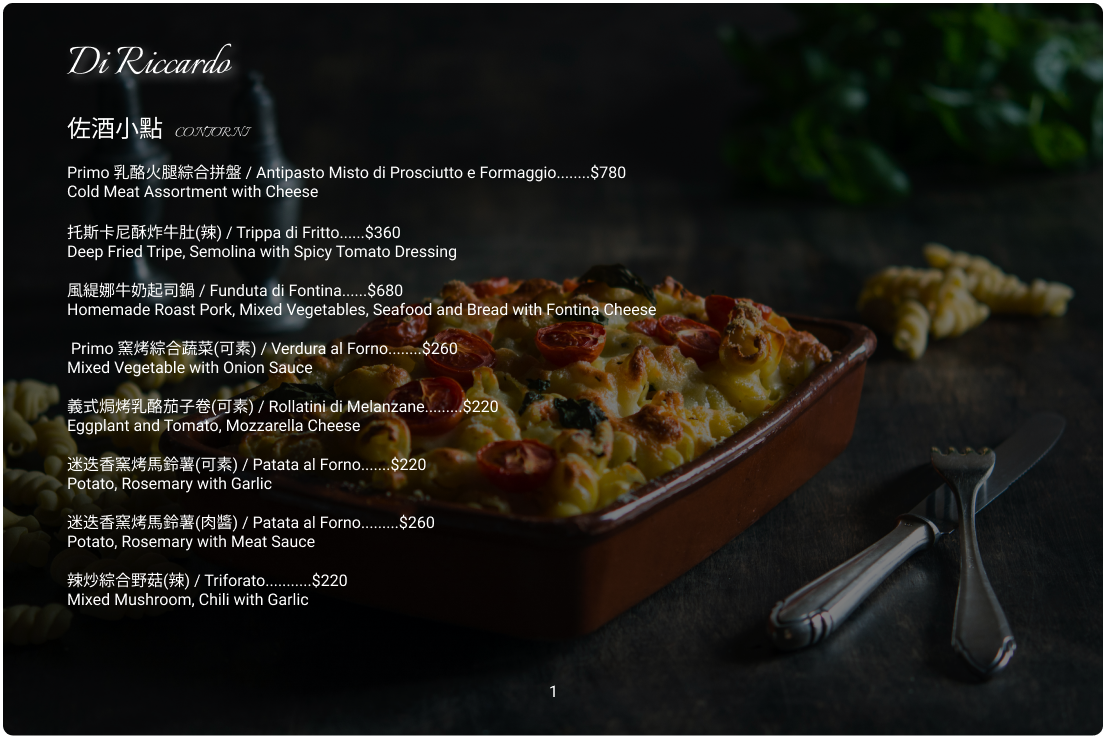 Di Riccardo
佐酒小點 CONTORNI
Primo 乳酪火腿綜合拼盤 / Antipasto Misto di Prosciutto e Formaggio........$780
Cold Meat Assortment with Cheese
托斯卡尼酥炸牛肚(辣) / Trippa di Fritto......$360
Deep Fried Tripe, Semolina with Spicy Tomato Dressing
風緹娜牛奶起司鍋 / Funduta di Fontina......$680
Homemade Roast Pork, Mixed Vegetables, Seafood and Bread with Fontina Cheese
Primo 窯烤綜合蔬菜(可素) / Verdura al Forno........$260
Mixed Vegetable with Onion Sauce
義式焗烤乳酪茄子卷(可素) / Rollatini di Melanzane.........$220
Eggplant and Tomato, Mozzarella Cheese
迷迭香窯烤馬鈴薯(可素) / Patata al Forno.......$220
Potato, Rosemary with Garlic
迷迭香窯烤馬鈴薯(肉醬) / Patata al Forno.........$260
Potato, Rosemary with Meat Sauce
辣炒綜合野菇(辣) / Triforato...........$220
Mixed Mushroom, Chili with Garlic
1